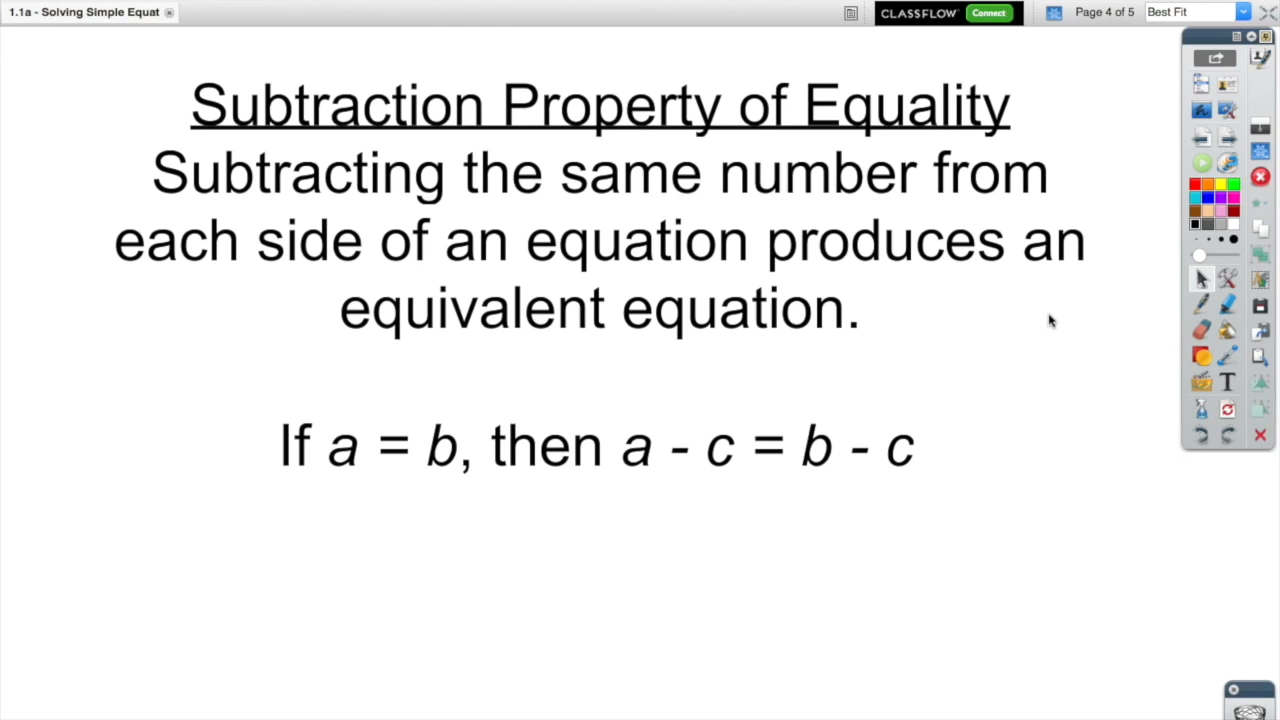 1.1a - Solving Simple Equat
CLASSFLOW Connect
Page 4 of 5
Best Fit
Subtraction Property of Equality
Subtracting the same number from
each side of an equation produces an
equivalent equation.
If a = b, then a - c = b - c
T